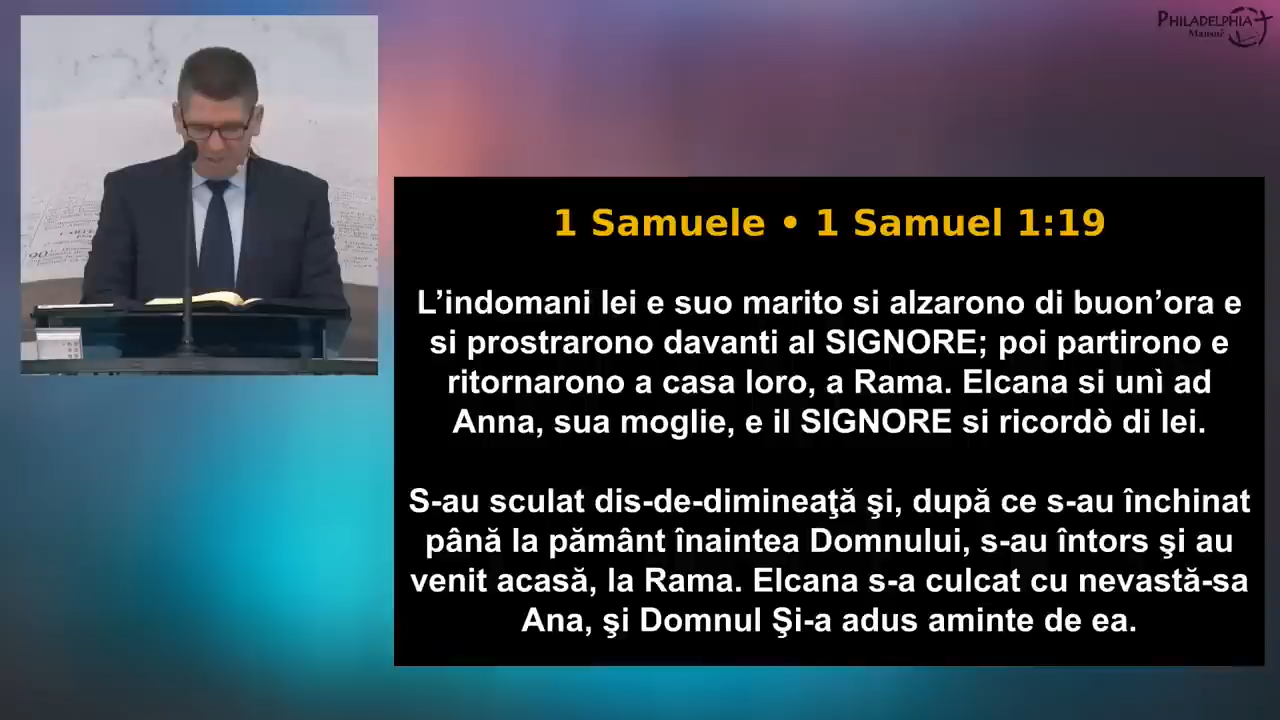 PHILADELPHIA
Mansuè
1 Samuele • 1 Samuel 1:19
L’indomani lei e suo marito si alzarono di buon’ora e
si prostrarono davanti al SIGNORE; poi partirono e
ritornarono a casa loro, a Rama. Elcana si unì ad
Anna, sua moglie, e il SIGNORE si ricordò di lei.
S-au sculat dis-de-dimineaţă şi, după ce s-au închinat
până la pământ înaintea Domnului, s-au întors şi au
venit acasă, la Rama. Elcana s-a culcat cu nevastă-sa
Ana, şi Domnul Şi-a adus aminte de ea.